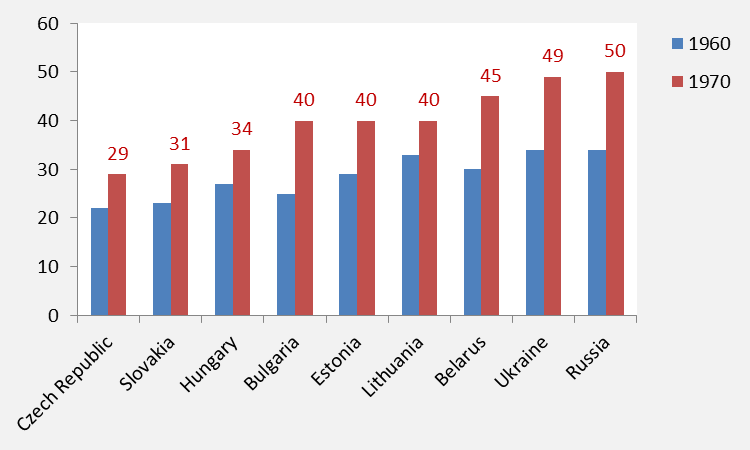 60
50
40
30
20
10
0
29
31
34
40
40
40
45
49
50
Czech Republic
Slovakia
Hungary
Bulgaria
Estonia
Lithuania
Belarus
Ukraine
Russia
1960
1970